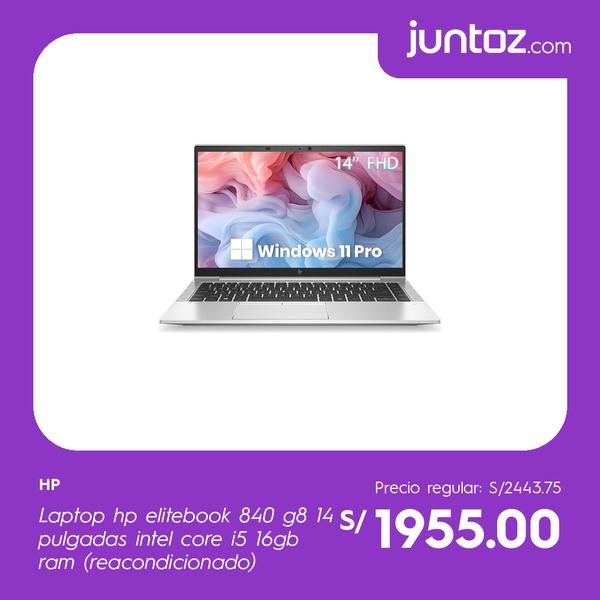 juntoz.com
14" FHD
Windows 11 Pro
HP
Precio regular: S/2443.75
Laptop hp elitebook 840 g8 14
pulgadas intel core i5 16gb
ram (reacondicionado)
S/ 1955.00